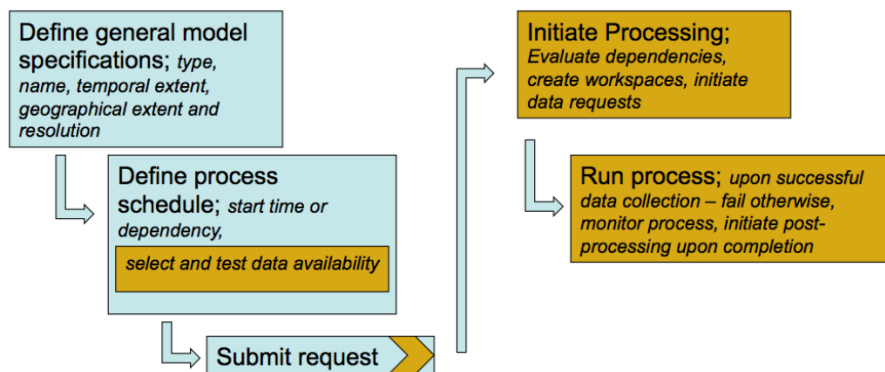 Define general model
specifications; type,
name, temporal extent,
geographical extent and
resolution
Define process
schedule; start time or
dependency,
select and test data availability
Submit request
Initiate Processing;
Evaluate dependencies,
create workspaces, initiate
data requests
Run process; upon successful
data collection – fail otherwise,
monitor process, initiate post-
processing upon completion